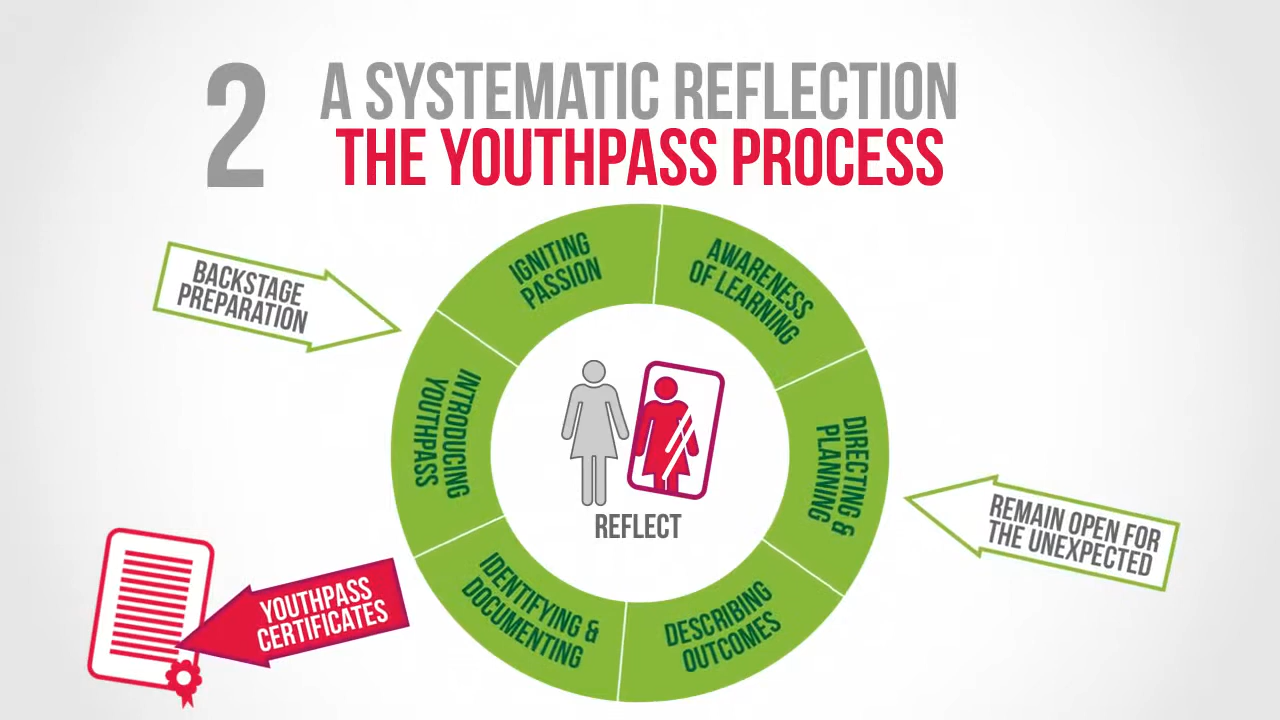 2
A SYSTEMATIC REFLECTION
THE YOUTHPASS PROCESS
BACKSTAGE
PREPARATION
IGNITING
PASSION
AWARENESS
OF LEARNING
INTRODUCING
YOUTHPASS
DIRECTING &
PLANNING
REFLECT
REMAIN OPEN FOR
THE UNEXPECTED
YOUTHPASS
CERTIFICATES
IDENTIFYING &
DOCUMENTING
DESCRIBING
OUTCOMES